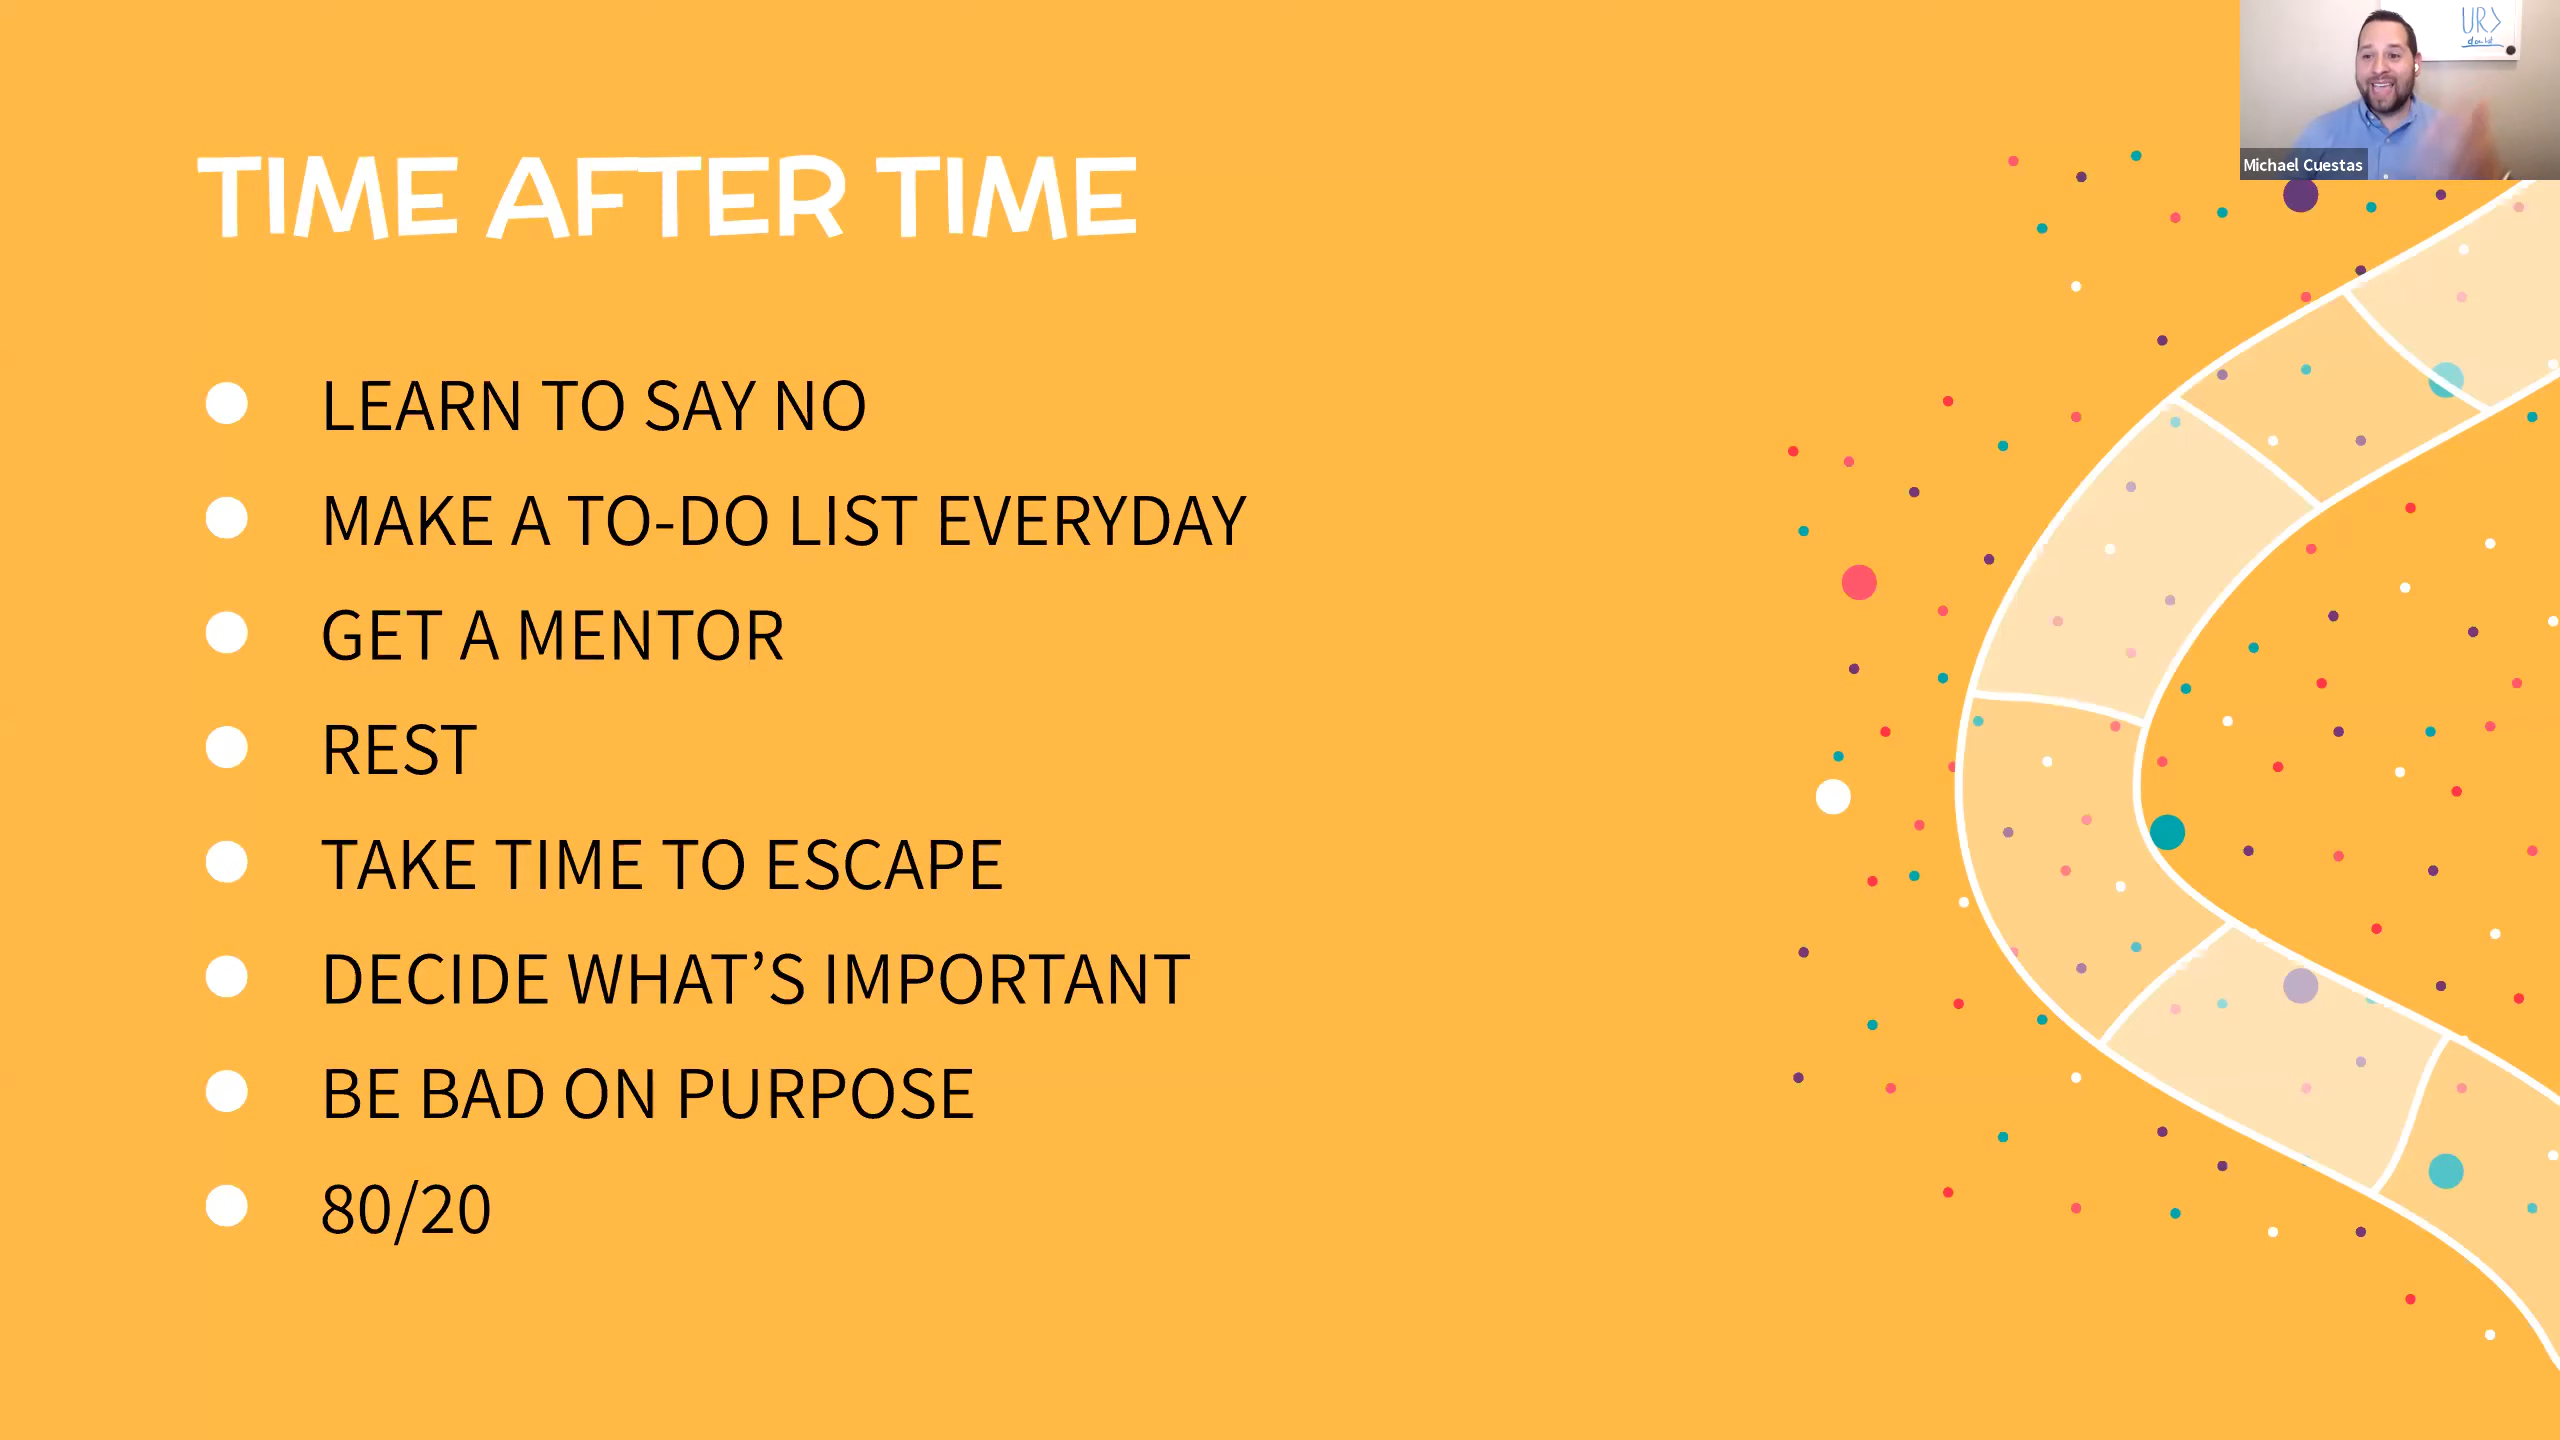 TIME AFTER TIME
LEARN TO SAY NO
MAKE A TO-DO LIST EVERYDAY
GET A MENTOR
REST
TAKE TIME TO ESCAPE
DECIDE WHAT’S IMPORTANT
BE BAD ON PURPOSE
80/20
Michael Cuestas